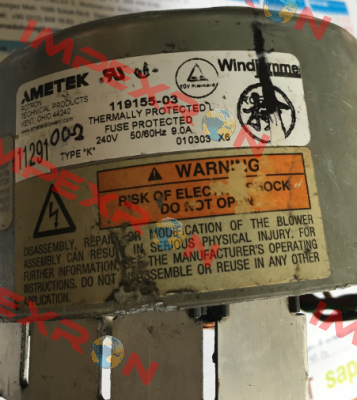 AMETEK
Windjammer
ROTRON
TECHNICAL PRODUCTS
KENT, OHIO 44240
119155-03
THERMALLY PROTECTED
FUSE PROTECTED
240V 50/60Hz 9.0A
010303 X6
TYPE "K"
WARNING
RISK OF ELECTRIC SHOCK
DO NOT OPEN
DISASSEMBLY, REPAIR OR MODIFICATION OF THE BLOWER
ASSEMBLY CAN RESULT IN SERIOUS PHYSICAL INJURY. FOR
FURTHER INFORMATION, SEE THE MANUFACTURER'S OPERATING
INSTRUCTIONS. DO NOT DISASSEMBLE OR REUSE IN ANY OTHER
APPLICATION.
IMPEXRON